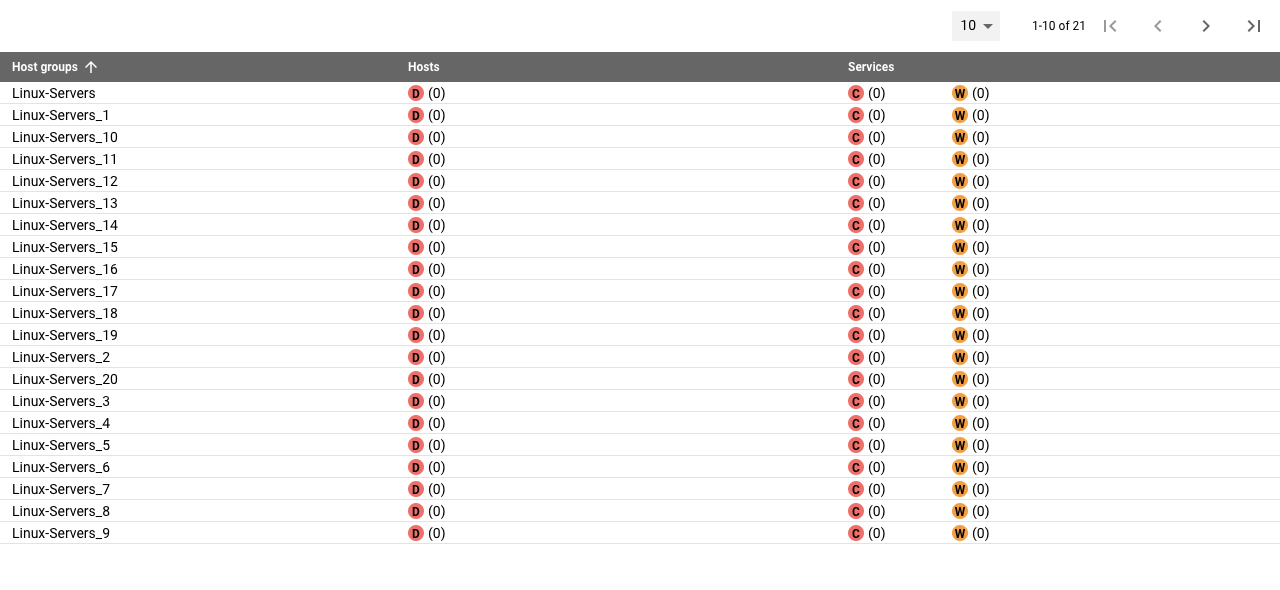 10 1-10 of 21
Host groups Hosts Services
Linux-Servers D (0) C (0) W (0)
Linux-Servers_1 D (0) C (0) W (0)
Linux-Servers_10 D (0) C (0) W (0)
Linux-Servers_11 D (0) C (0) W (0)
Linux-Servers_12 D (0) C (0) W (0)
Linux-Servers_13 D (0) C (0) W (0)
Linux-Servers_14 D (0) C (0) W (0)
Linux-Servers_15 D (0) C (0) W (0)
Linux-Servers_16 D (0) C (0) W (0)
Linux-Servers_17 D (0) C (0) W (0)
Linux-Servers_18 D (0) C (0) W (0)
Linux-Servers_19 D (0) C (0) W (0)
Linux-Servers_2 D (0) C (0) W (0)
Linux-Servers_20 D (0) C (0) W (0)
Linux-Servers_3 D (0) C (0) W (0)
Linux-Servers_4 D (0) C (0) W (0)
Linux-Servers_5 D (0) C (0) W (0)
Linux-Servers_6 D (0) C (0) W (0)
Linux-Servers_7 D (0) C (0) W (0)
Linux-Servers_8 D (0) C (0) W (0)
Linux-Servers_9 D (0) C (0) W (0)